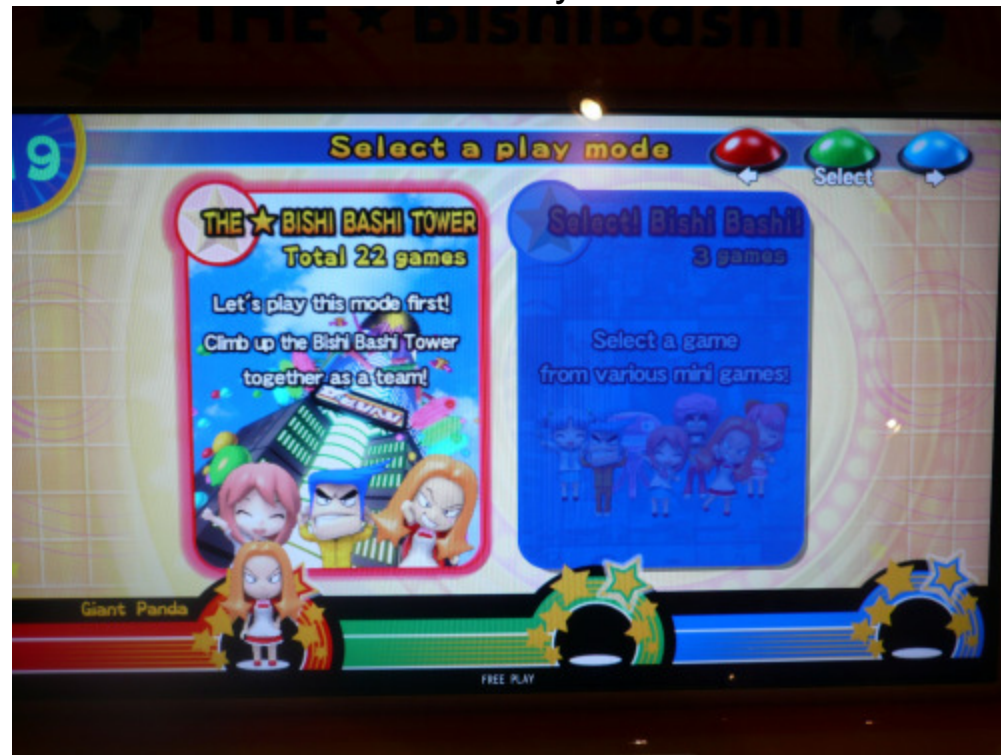 THE ★ BishiBashi
19
Select a play mode
Select
THE ★ BISHI BASHI TOWER
Total 22 games
Let's play this mode first!
Climb up the Bishi Bashi Tower
together as a team!
Select! Bishi Bashi!
3 games
Select a game
from various mini games!
Giant Panda
FREE PLAY